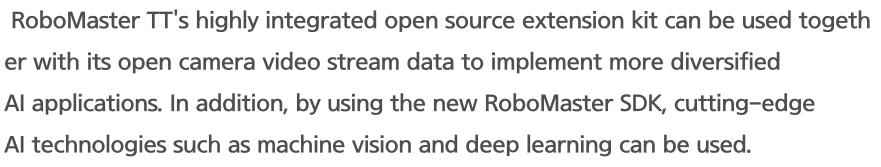 RoboMaster TT's highly integrated open source extension kit can be used togeth
er with its open camera video stream data to implement more diversified
AI applications. In addition, by using the new RoboMaster SDK, cutting-edge
AI technologies such as machine vision and deep learning can be used.